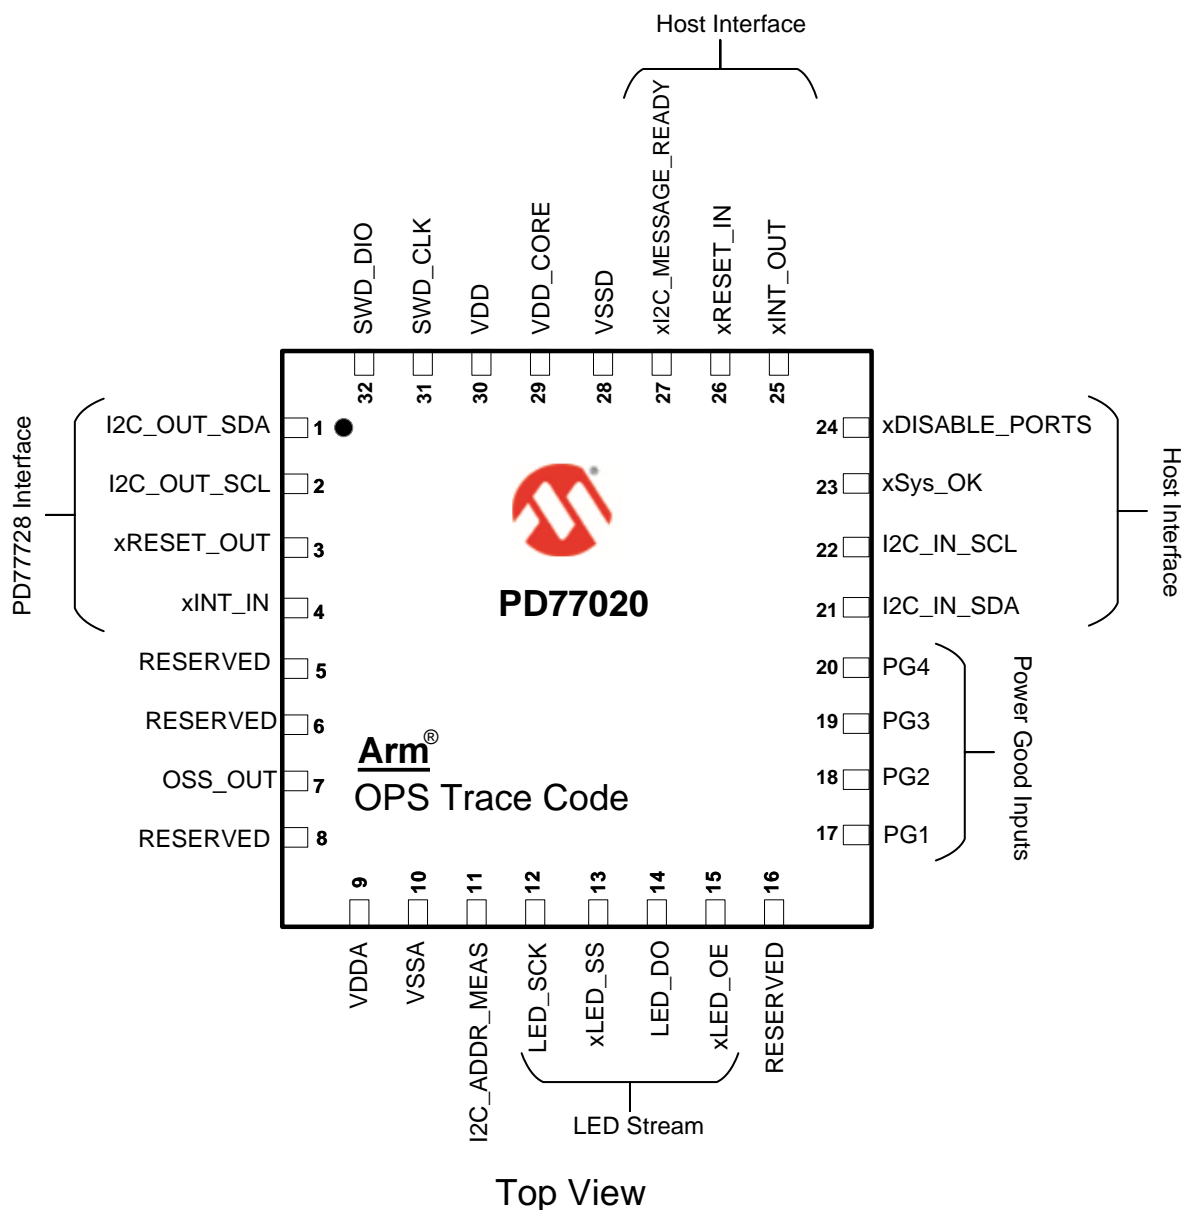 Host Interface
SWD_DIO
SWD_CLK
VDD
VDD_CORE
VSSD
xI2C_MESSAGE_READY
xRESET_IN
xINT_OUT
32
31
30
29
28
27
26
25
PD77728 Interface
I2C_OUT_SDA
1
I2C_OUT_SCL
2
xRESET_OUT
3
xINT_IN
4
RESERVED
5
RESERVED
6
OSS_OUT
7
RESERVED
8
®
PD77020
Arm®
OPS Trace Code
24
xDISABLE_PORTS
23
xSys_OK
22
I2C_IN_SCL
21
I2C_IN_SDA
Host Interface
20
PG4
19
PG3
18
PG2
17
PG1
Power Good Inputs
9
10
11
12
13
14
15
16
VDDA
VSSA
I2C_ADDR_MEAS
LED_SCK
xLED_SS
LED_DO
xLED_OE
RESERVED
LED Stream
Top View